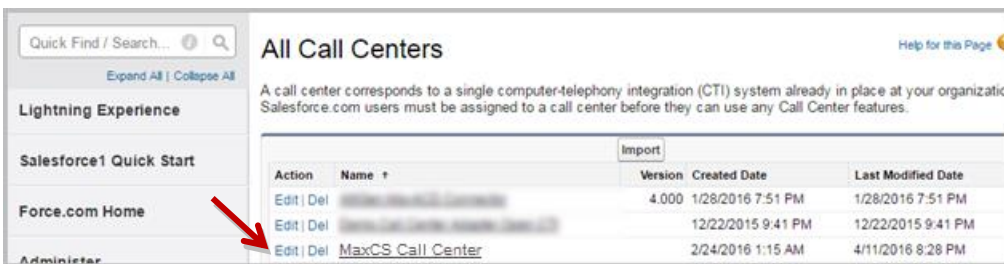 Quick Find / Search...
Expand All | Collapse All
Lightning Experience
Salesforce1 Quick Start
Force.com Home
Administer
All Call Centers
Help for this Page
A call center corresponds to a single computer-telephony integration (CTI) system already in place at your
Salesforce.com users must be assigned to a call center before they can use any Call Center features.
Import
Action Name ↑ Version Created Date Last Modified Date
Edit | Del 4.000 1/28/2016 7:51 PM 1/28/2016 7:51 PM
Edit | Del 12/22/2015 9:41 PM 12/22/2015 9:41 PM
Edit | Del MaxCS Call Center 2/24/2016 1:15 AM 4/11/2016 8:28 PM